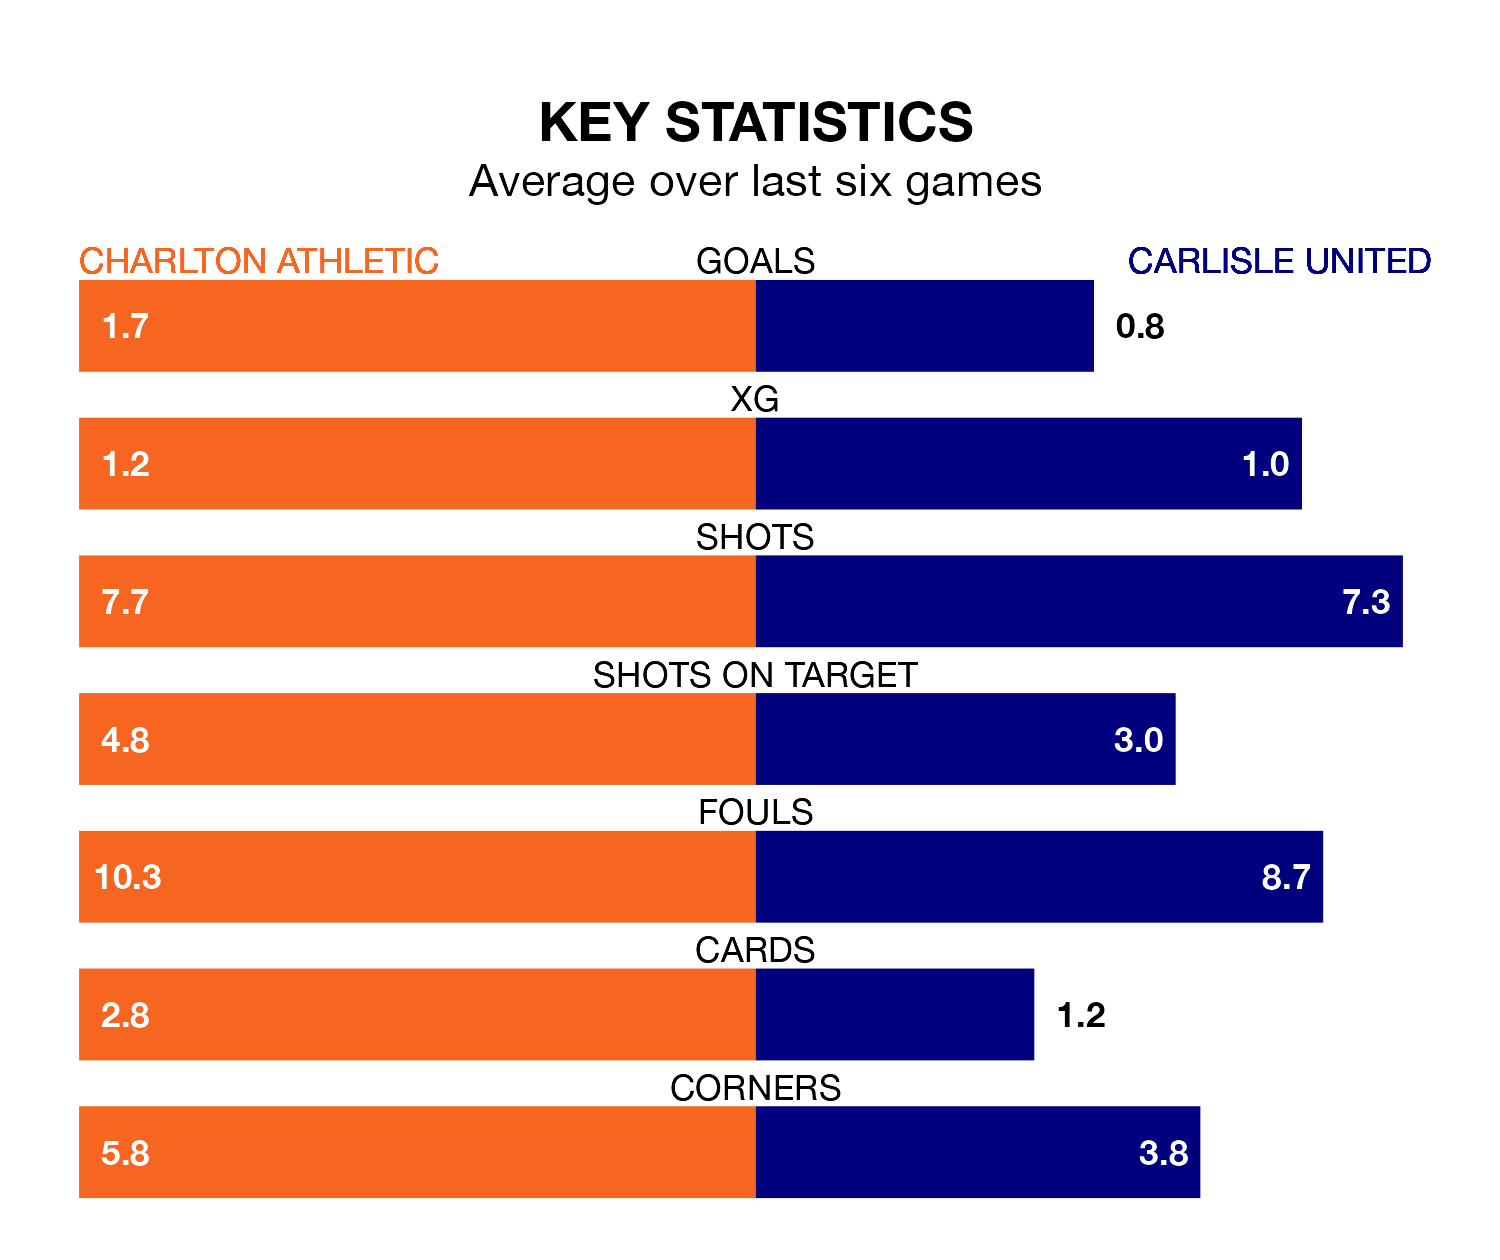 KEY STATISTICS
Average over last six games
CHARLTON ATHLETIC GOALS CARLISLE UNITED
1.7 0.8
XG
1.2 1.0
SHOTS
7.7 7.3
SHOTS ON TARGET
4.8 3.0
FOULS
10.3 8.7
CARDS
2.8 1.2
CORNERS
5.8 3.8